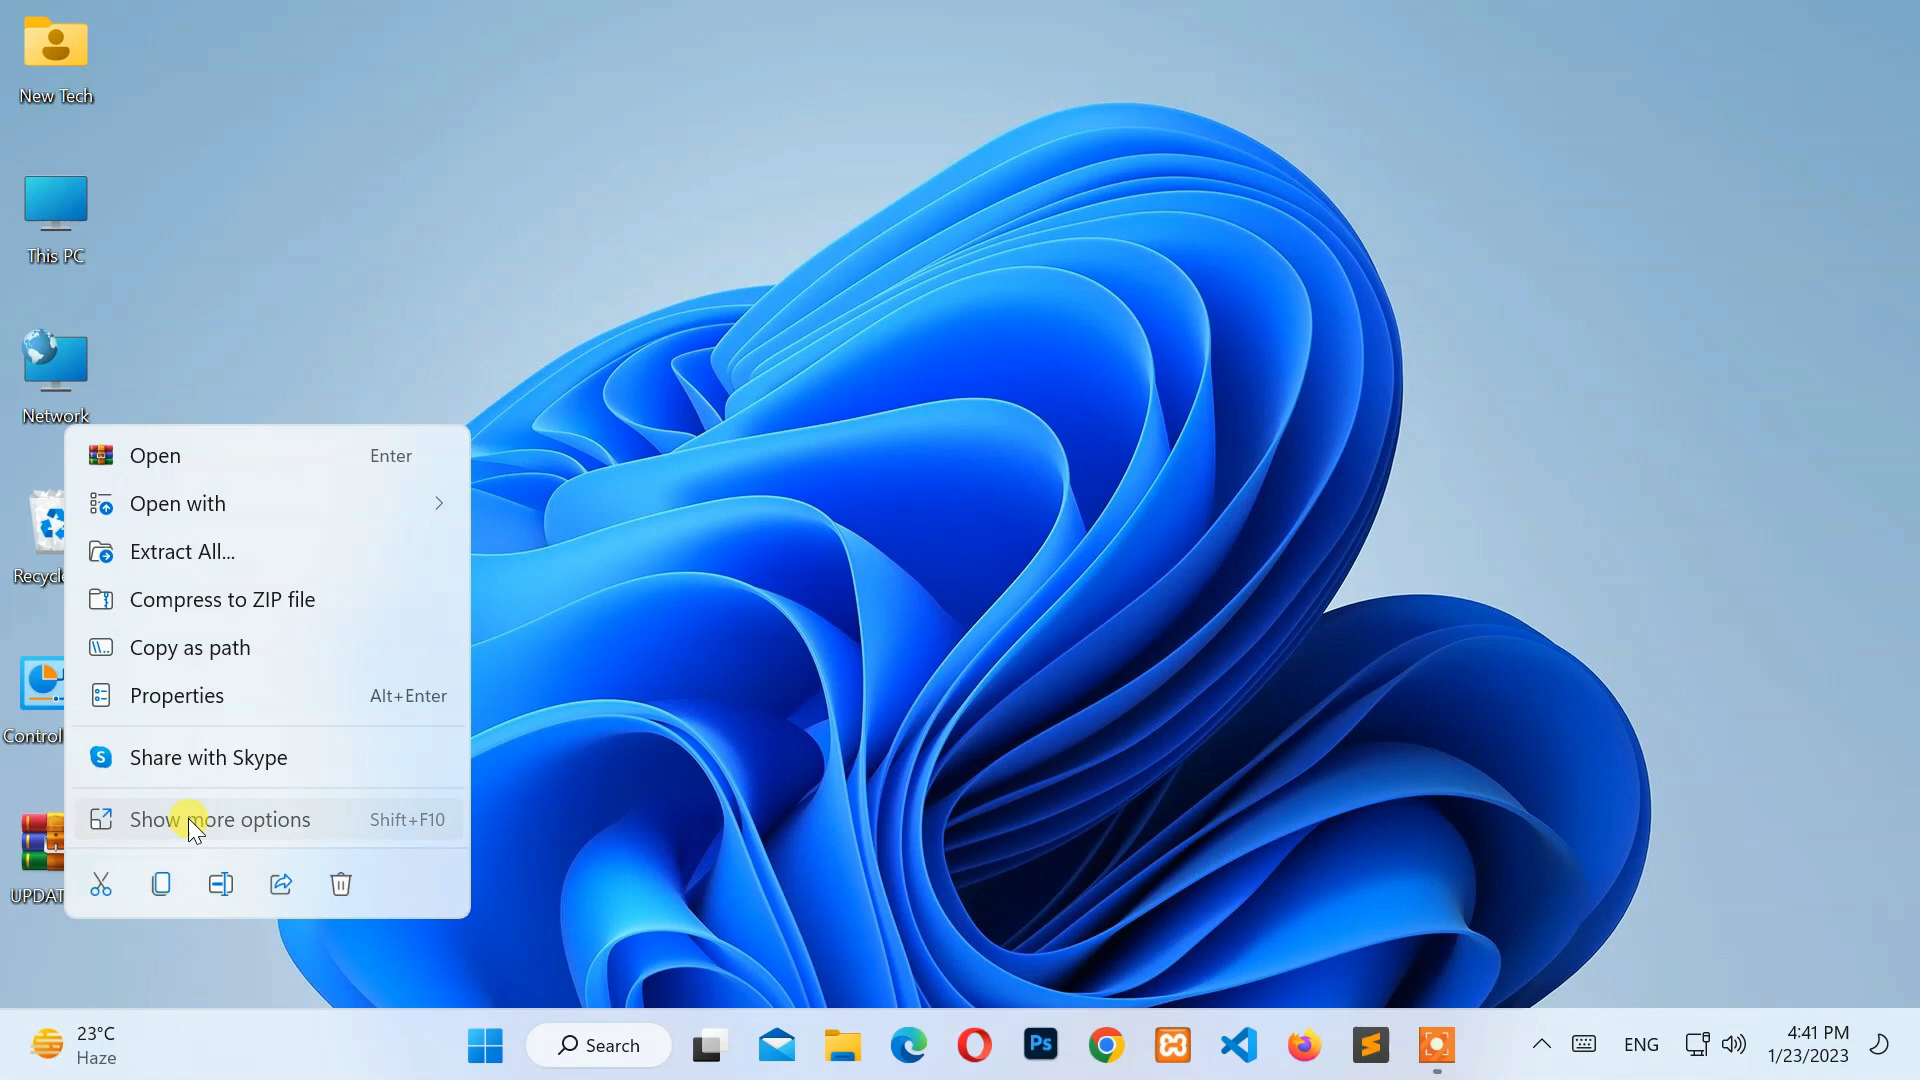 New Tech
This PC
Network
Recycle
Control
UPDAT
Open Enter
Open with
Extract All...
Compress to ZIP file
Copy as path
Properties Alt+Enter
Share with Skype
Show more options Shift+F10
23°C
Haze
Search
Ps
ENG
4:41 PM
1/23/2023